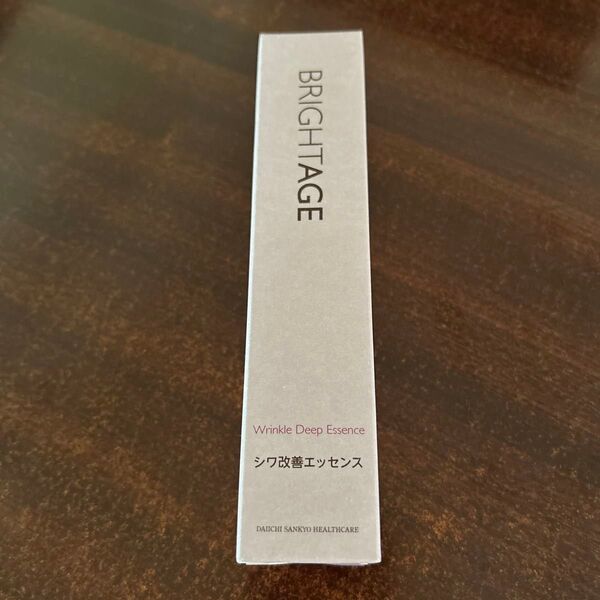 BRIGHTAGE
Wrinkle Deep Essence
シワ改善エッセンス
DAIICHI SANKYO HEALTHCARE